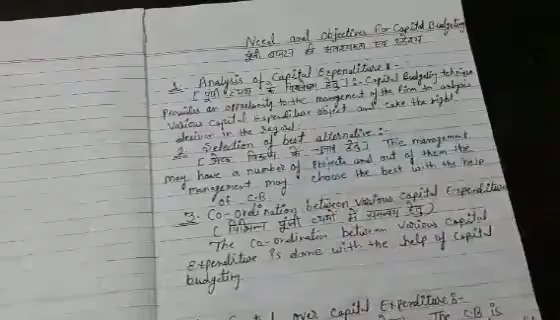 Need and Objectives for Capital Budgeting
पूंजी बजटन की आवश्यकता एवं उद्देश्य
1. Analysis of Capital Expenditure :-
[ पूंजी व्यय के विश्लेषण हेतु ] :- Capital Budgeting technique
Provides an opportunity to the management of the firm to analysis
Various Capital Expenditure object and take the right
decision in the regard.
2. Selection of best alternative :-
[ श्रेष्ठ विकल्प के चयन हेतु ] The management
may have a number of Projects and out of them the
management may choose the best with the help
of C.B.
3. Co-ordination between various Capital Expenditure
( विभिन्न पूंजी व्ययों में समन्वय हेतु )
The Co-ordination between various Capital
Expenditure is done with the help of Capital
budgeting.
over Capital Expenditure :-
The C.B is